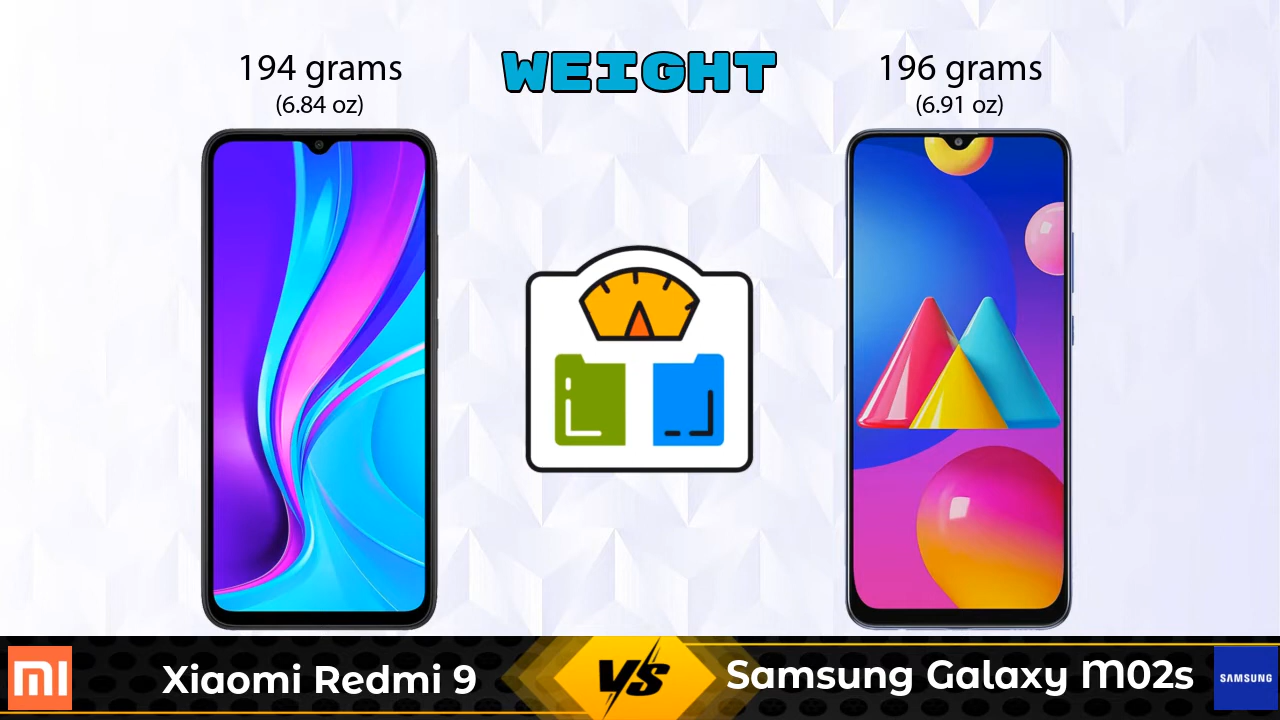 WEIGHT
194 grams
(6.84 oz)
196 grams
(6.91 oz)
MI
Xiaomi Redmi 9
VS
Samsung Galaxy M02s
SAMSUNG